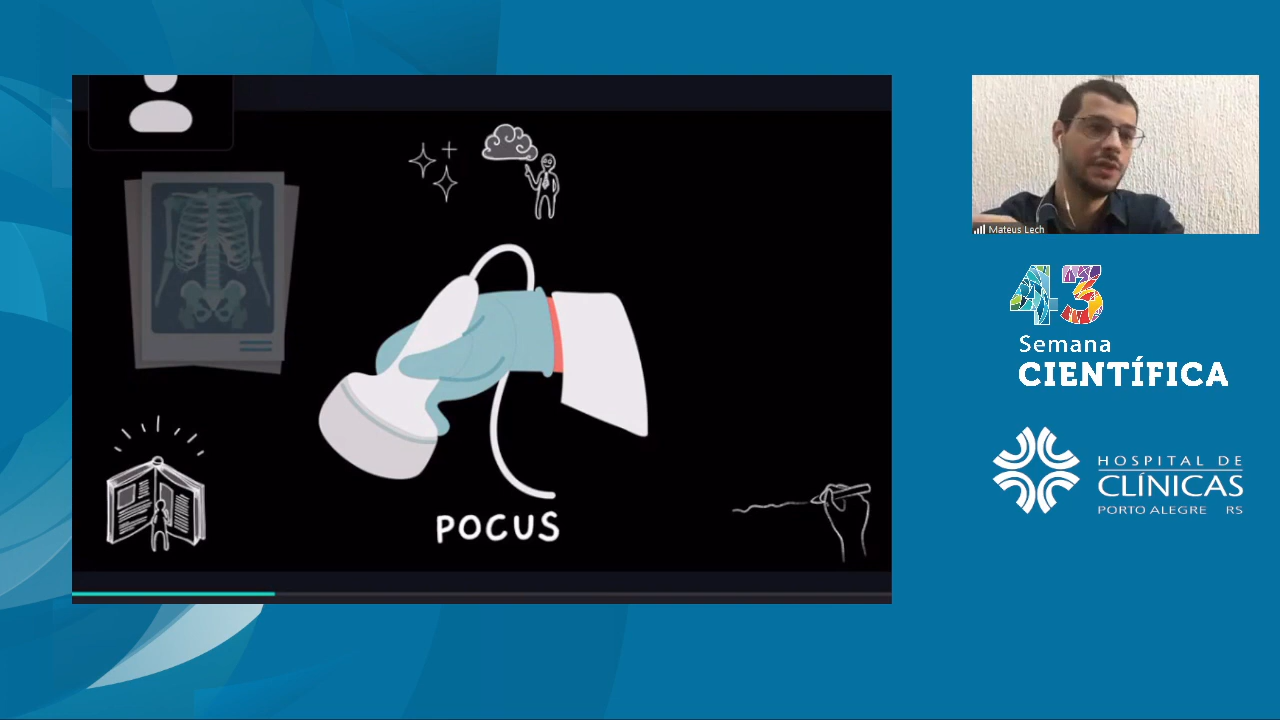 POCUS
Mateus Lech
43
Semana
CIENTÍFICA
HOSPITAL DE
CLÍNICAS
PORTO ALEGRE RS